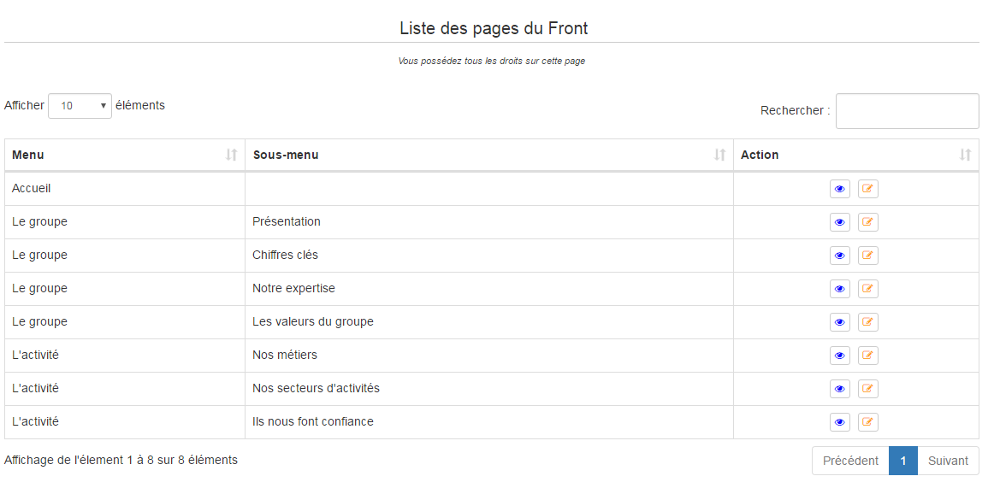 Liste des pages du Front
Vous possédez tous les droits sur cette page
Afficher 10 éléments
Rechercher :
Menu Sous-menu Action
Accueil
Le groupe Présentation
Le groupe Chiffres clés
Le groupe Notre expertise
Le groupe Les valeurs du groupe
L'activité Nos métiers
L'activité Nos secteurs d'activités
L'activité Ils nous font confiance
Affichage de l'élement 1 à 8 sur 8 éléments
Précédent 1 Suivant